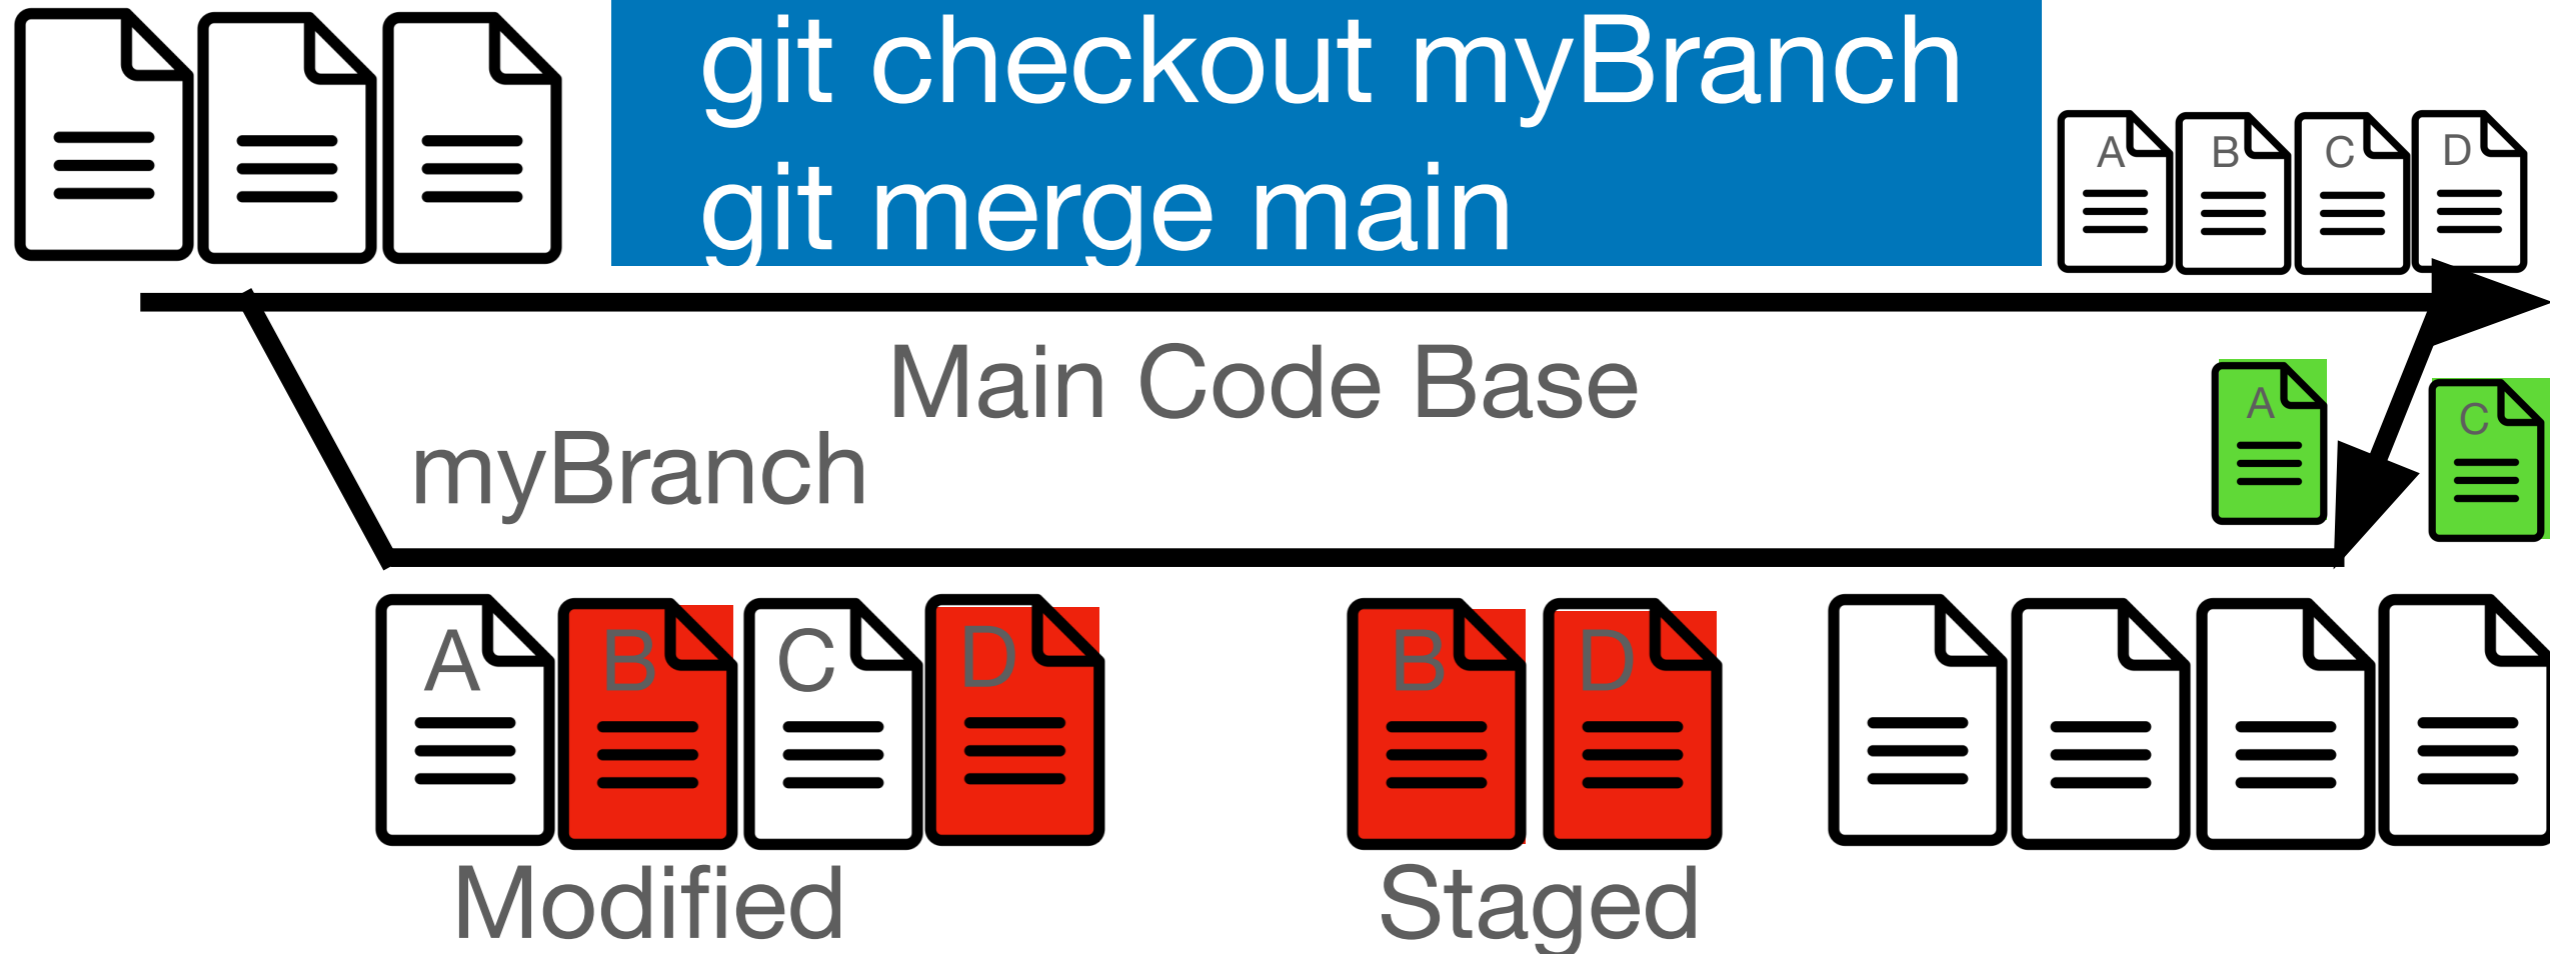 git checkout myBranch
git merge main
A B C D
Main Code Base
A
C
myBranch
A B C D
B D
Modified
Staged